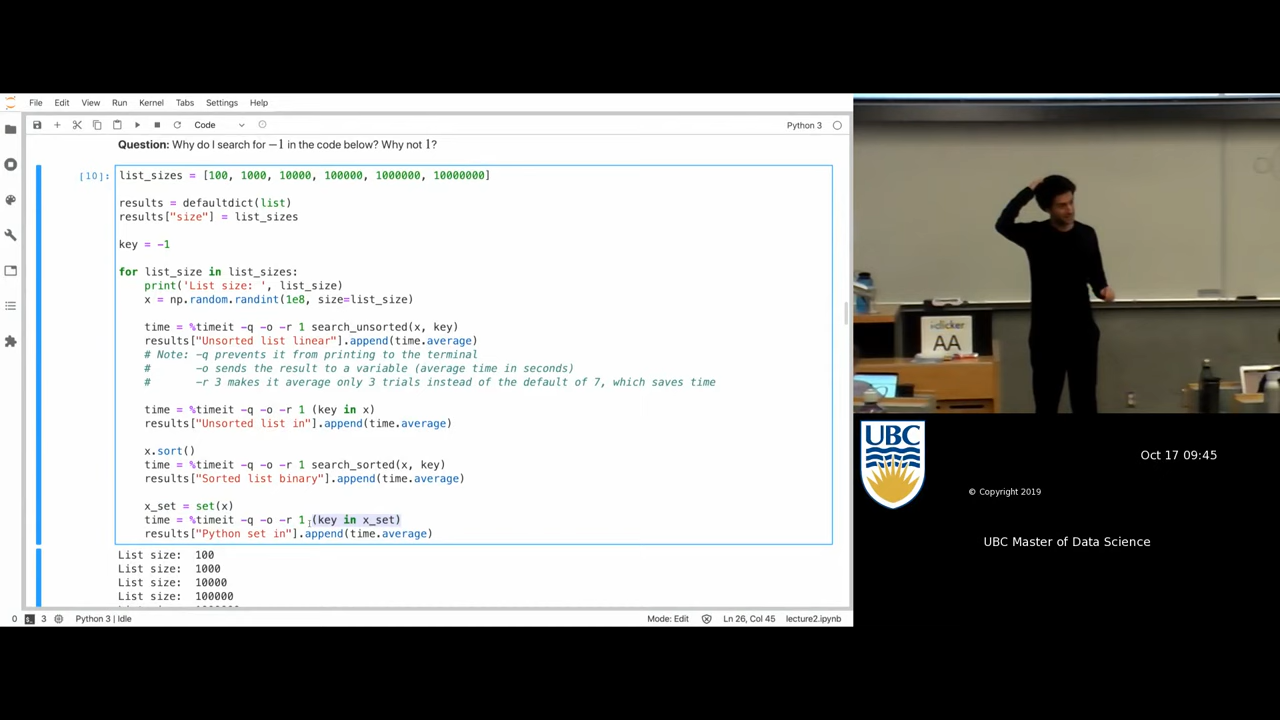 File Edit View Run Kernel Tabs Settings Help
Code
Python 3
Question: Why do I search for −1 in the code below? Why not 1?
[10]:
list_sizes = [100, 1000, 10000, 100000, 1000000, 10000000]
results = defaultdict(list)
results["size"] = list_sizes
key = -1
for list_size in list_sizes:
print('List size: ', list_size)
x = np.random.randint(1e8, size=list_size)
time = %timeit -q -o -r 1 search_unsorted(x, key)
results["Unsorted list linear"].append(time.average)
# Note: -q prevents it from printing to the terminal
# -o sends the result to a variable (average time in seconds)
# -r 3 makes it average only 3 trials instead of the default of 7, which saves time
time = %timeit -q -o -r 1 (key in x)
results["Unsorted list in"].append(time.average)
x.sort()
time = %timeit -q -o -r 1 search_sorted(x, key)
results["Sorted list binary"].append(time.average)
x_set = set(x)
time = %timeit -q -o -r 1 (key in x_set)
results["Python set in"].append(time.average)
List size: 100
List size: 1000
List size: 10000
List size: 100000
0 3 Python 3 | Idle
Mode: Edit Ln 26, Col 45 lecture2.ipynb
iclicker
AA
UBC
Oct 17 09:45
© Copyright 2019
UBC Master of Data Science